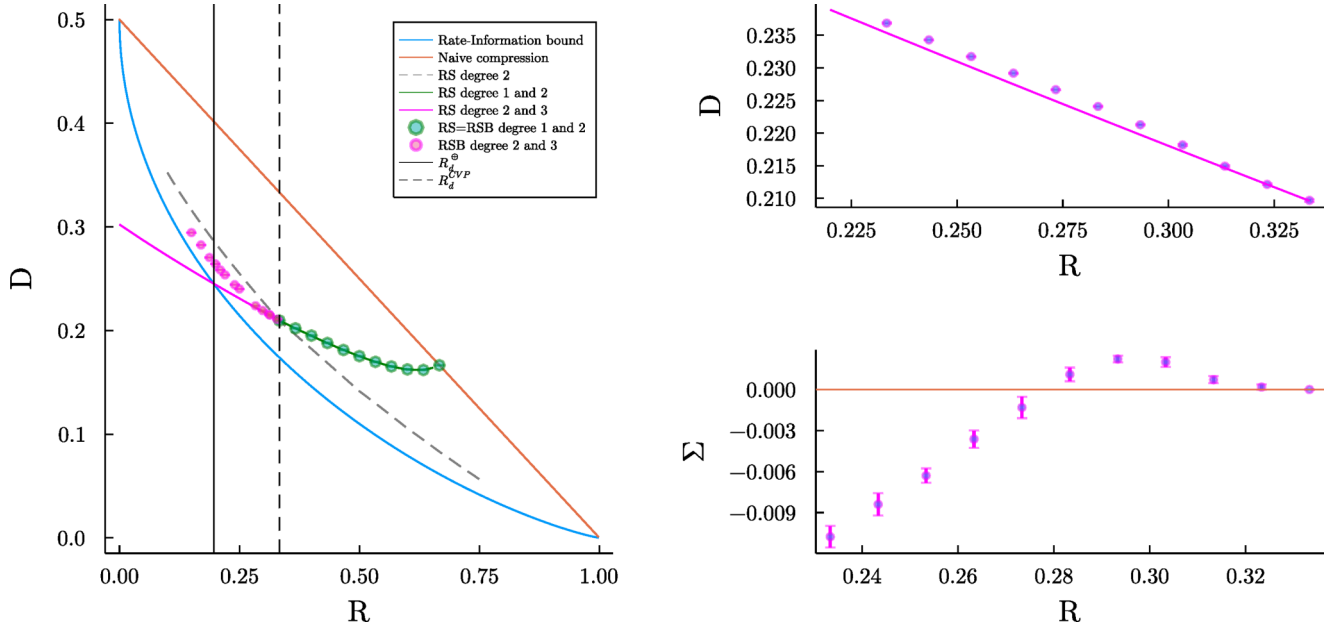 0.5
0.4
0.3
0.2
0.1
0.0
D
0.00 0.25 0.50 0.75 1.00
R
Rate-Information bound
Naive compression
RS degree 2
RS degree 1 and 2
RS degree 2 and 3
RS=RSB degree 1 and 2
RSB degree 2 and 3
R_d^⊕
R_d^{CVP}
0.235
0.230
0.225
0.220
0.215
0.210
D
0.225 0.250 0.275 0.300 0.325
R
0.000
−0.003
−0.006
−0.009
Σ
0.24 0.26 0.28 0.30 0.32
R